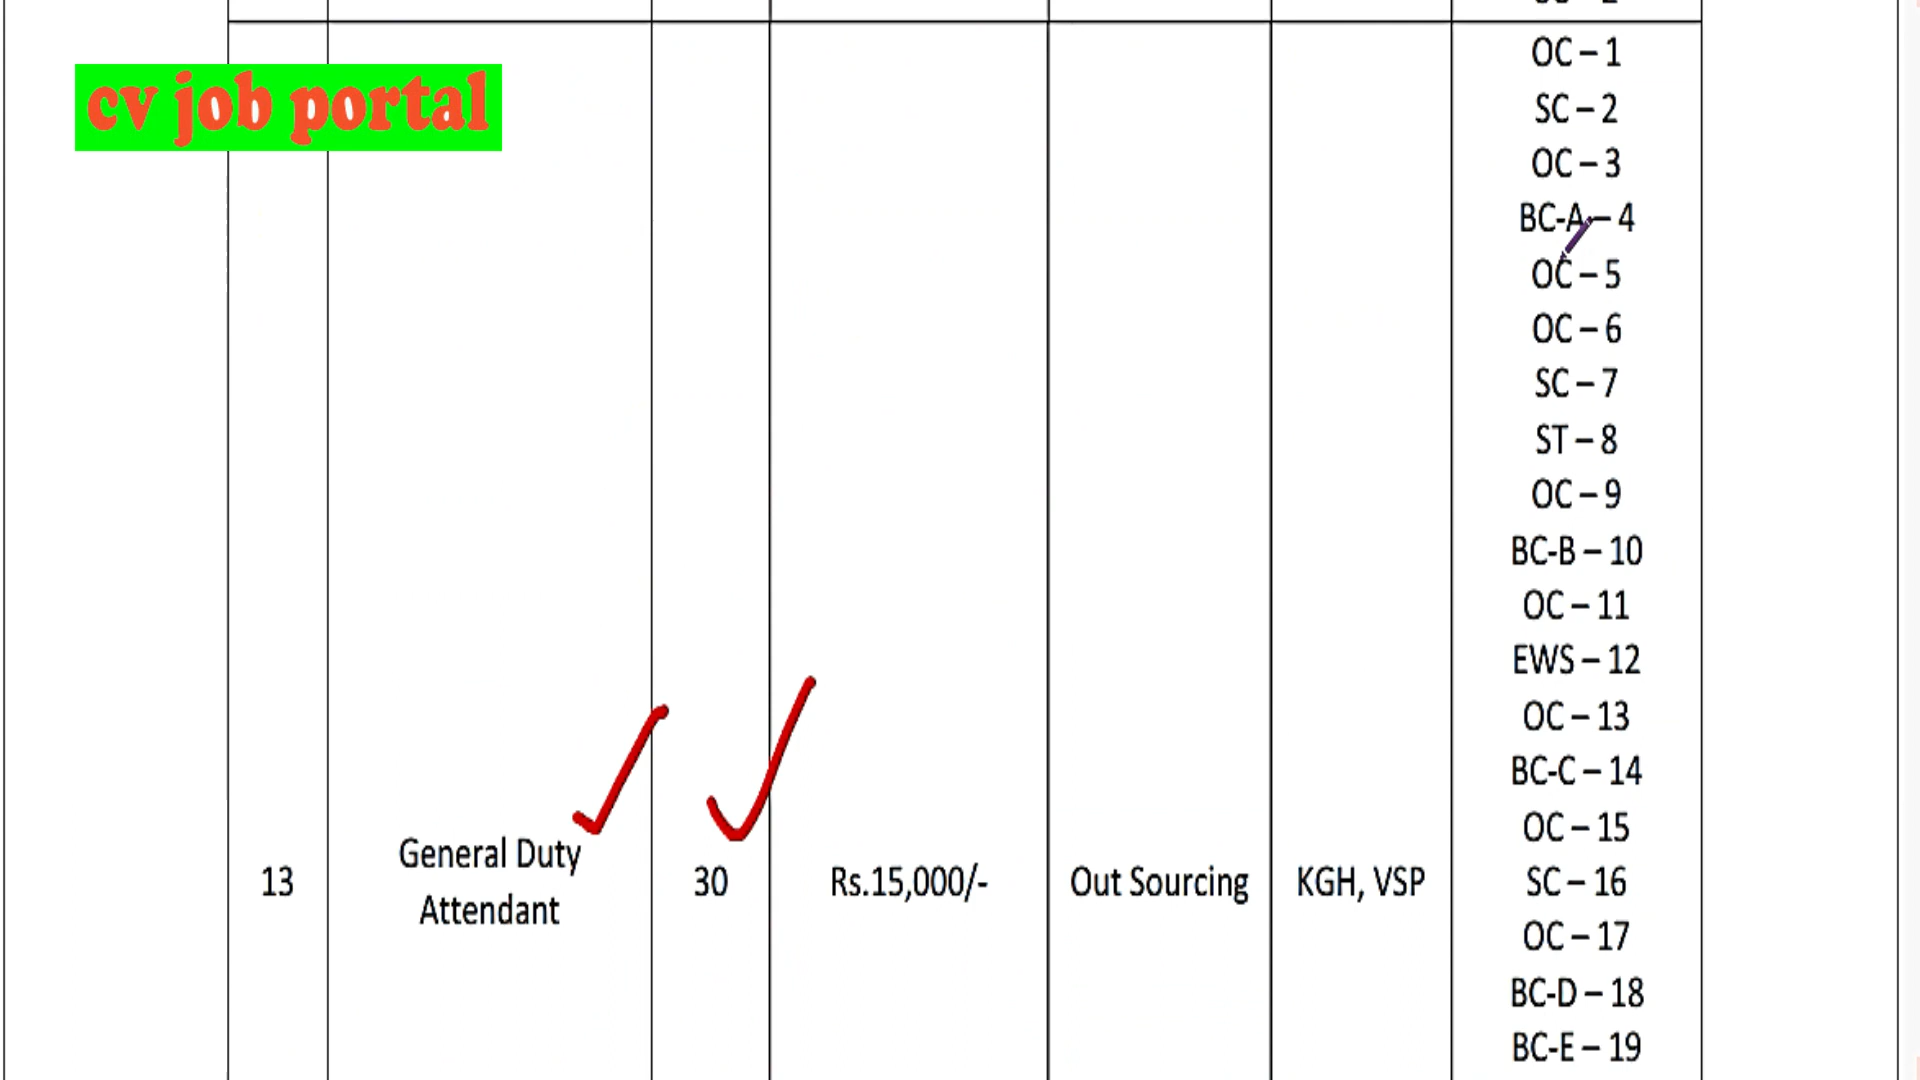 cv job portal
OC – 1
SC – 2
OC – 3
BC-A – 4
OC – 5
OC – 6
SC – 7
ST – 8
OC – 9
BC-B – 10
OC – 11
EWS – 12
OC – 13
BC-C – 14
OC – 15
General Duty
Attendant
13
30
Rs.15,000/-
Out Sourcing
KGH, VSP
SC – 16
OC – 17
BC-D – 18
BC-E – 19